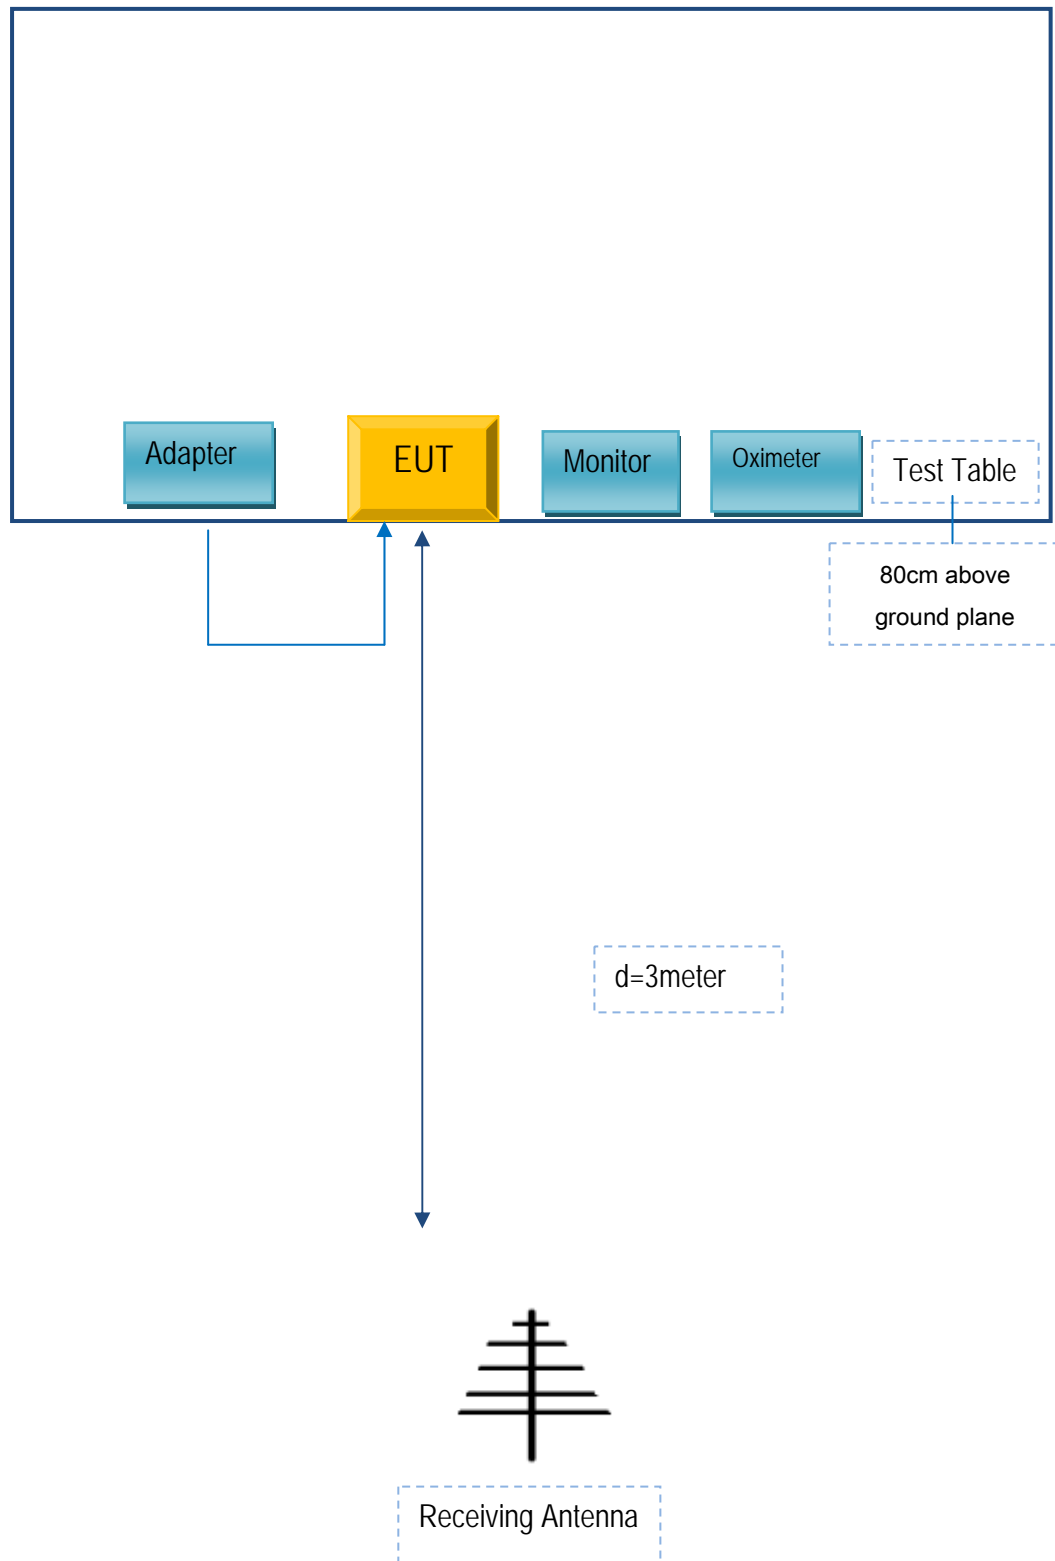 Adapter
EUT
Monitor
Oximeter
Test Table
80cm above
ground plane
d=3meter
Receiving Antenna